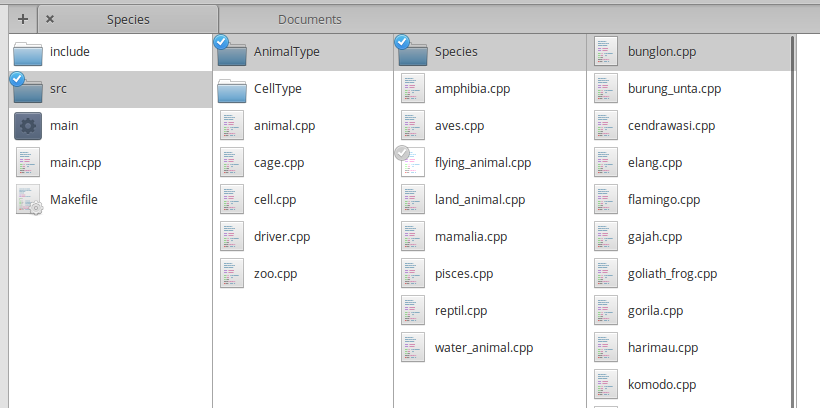 Species
Documents
include
src
main
main.cpp
Makefile
AnimalType
CellType
animal.cpp
cage.cpp
cell.cpp
driver.cpp
zoo.cpp
Species
amphibia.cpp
aves.cpp
flying_animal.cpp
land_animal.cpp
mamalia.cpp
pisces.cpp
reptil.cpp
water_animal.cpp
bunglon.cpp
burung_unta.cpp
cendrawasi.cpp
elang.cpp
flamingo.cpp
gajah.cpp
goliath_frog.cpp
gorila.cpp
harimau.cpp
komodo.cpp